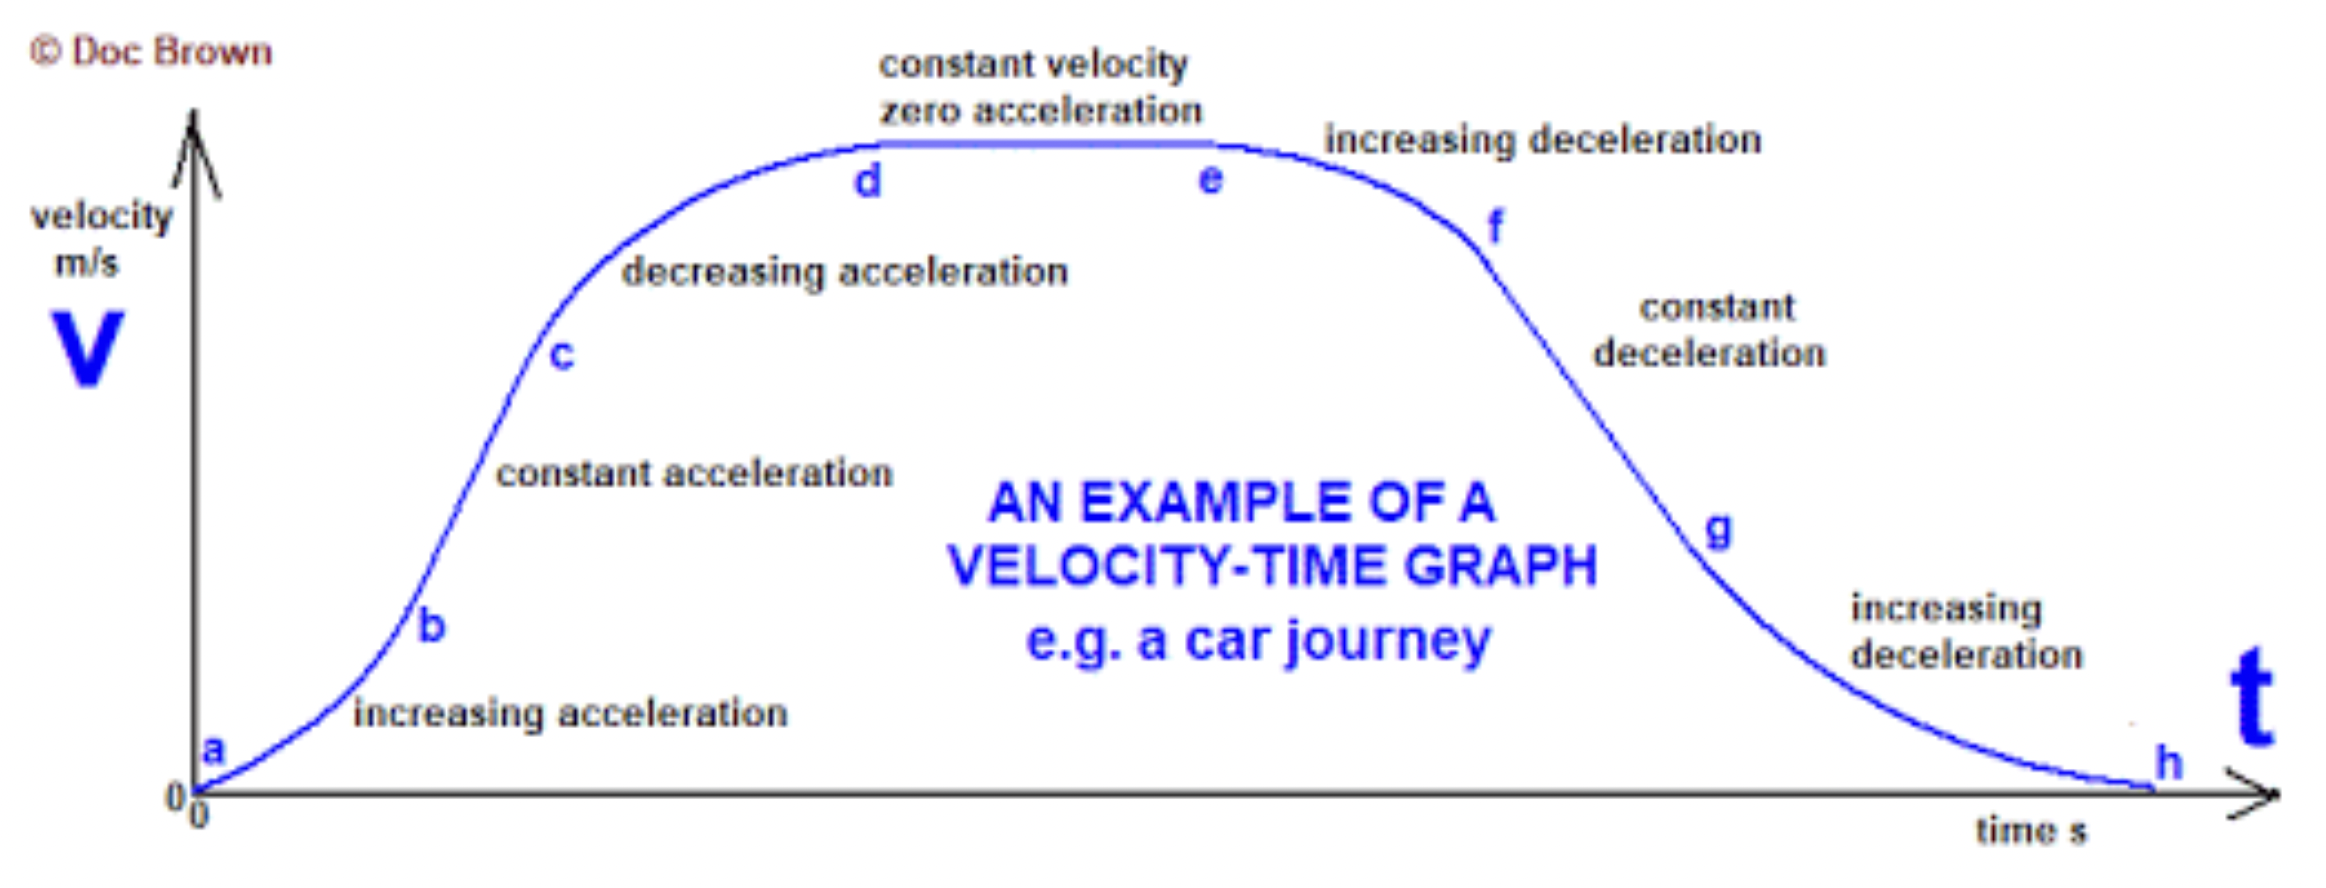 © Doc Brown
constant velocity
zero acceleration
increasing deceleration
velocity
m/s
V
d
e
f
decreasing acceleration
c
constant
deceleration
constant acceleration
AN EXAMPLE OF A
VELOCITY-TIME GRAPH
e.g. a car journey
g
b
increasing
deceleration
increasing acceleration
a
t
h
0
0
time s